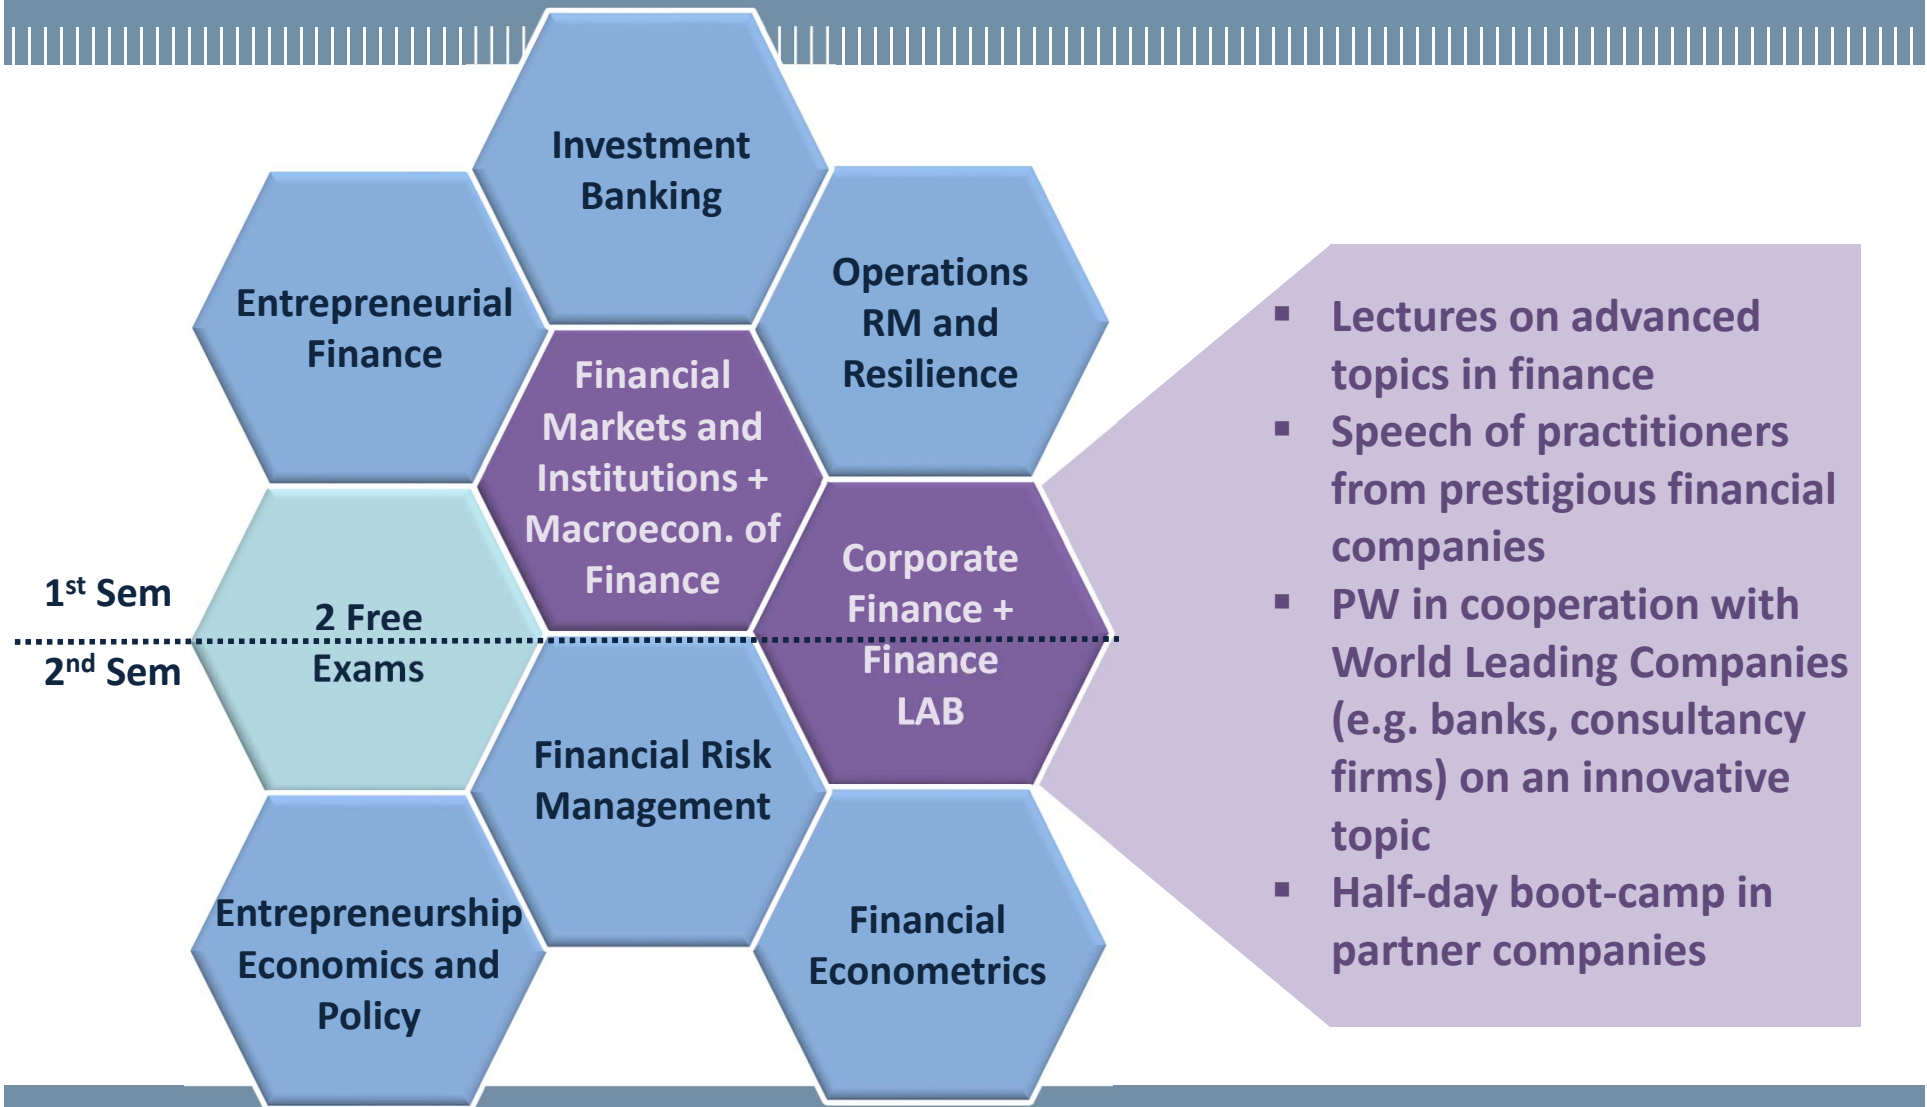 Investment
Banking
Entrepreneurial
Finance
Operations
RM and
Resilience
Financial
Markets and
Institutions +
Macroecon. of
Finance
1st Sem
2nd Sem
2 Free
Exams
Corporate
Finance +
Finance
LAB
Financial Risk
Management
Entrepreneurship
Economics and
Policy
Financial
Econometrics
▪ Lectures on advanced
topics in finance
▪ Speech of practitioners
from prestigious financial
companies
▪ PW in cooperation with
World Leading Companies
(e.g. banks, consultancy
firms) on an innovative
topic
▪ Half-day boot-camp in
partner companies